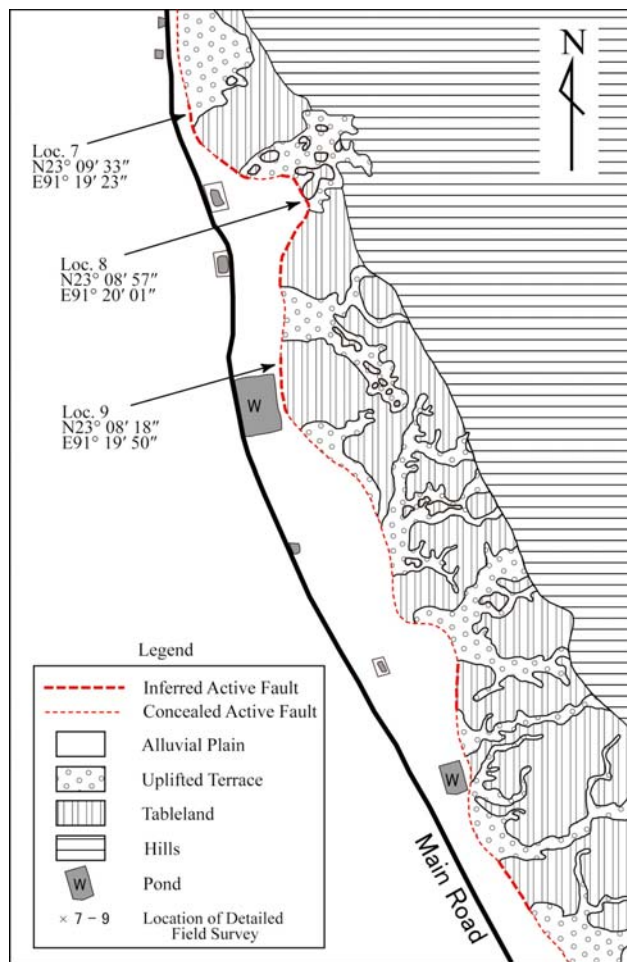 N
Loc. 7
N23° 09′ 33″
E91° 19′ 23″
Loc. 8
N23° 08′ 57″
E91° 20′ 01″
Loc. 9
N23° 08′ 18″
E91° 19′ 50″
W
W
Main Road
Legend
Inferred Active Fault
Concealed Active Fault
Alluvial Plain
Uplifted Terrace
Tableland
Hills
W Pond
× 7 – 9 Location of Detailed
Field Survey